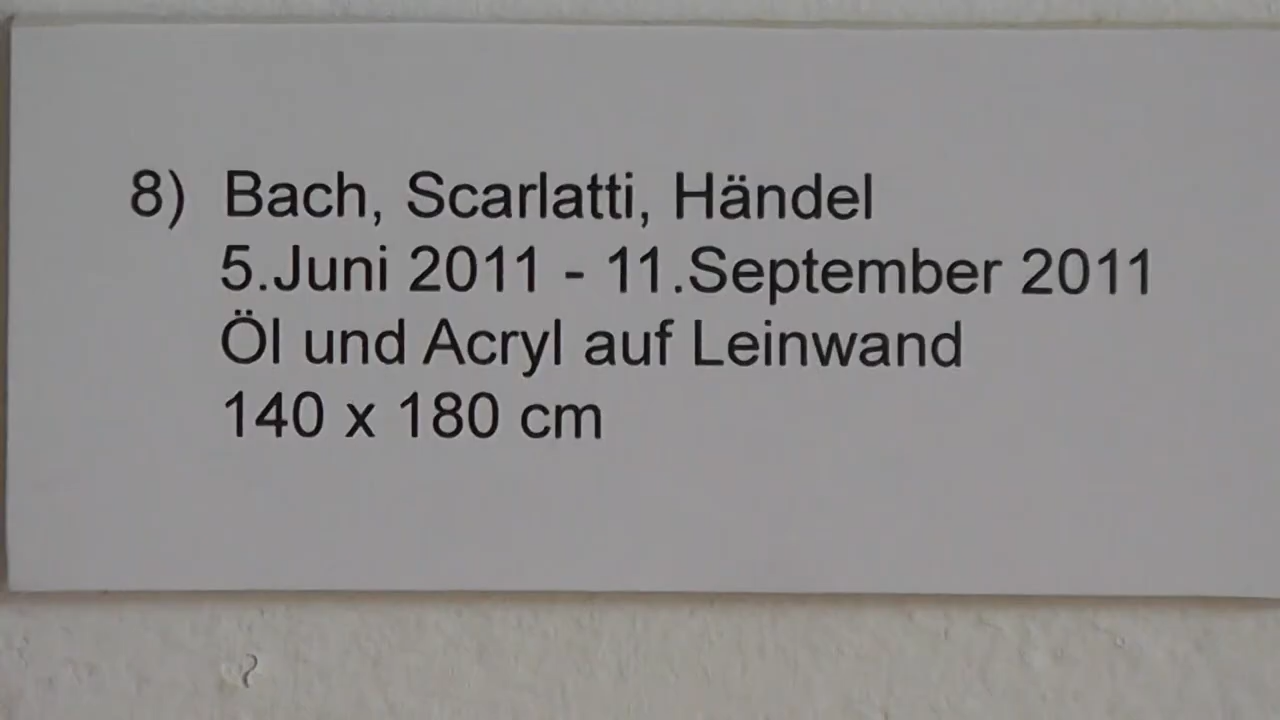 8) Bach, Scarlatti, Händel
5.Juni 2011 - 11.September 2011
Öl und Acryl auf Leinwand
140 x 180 cm